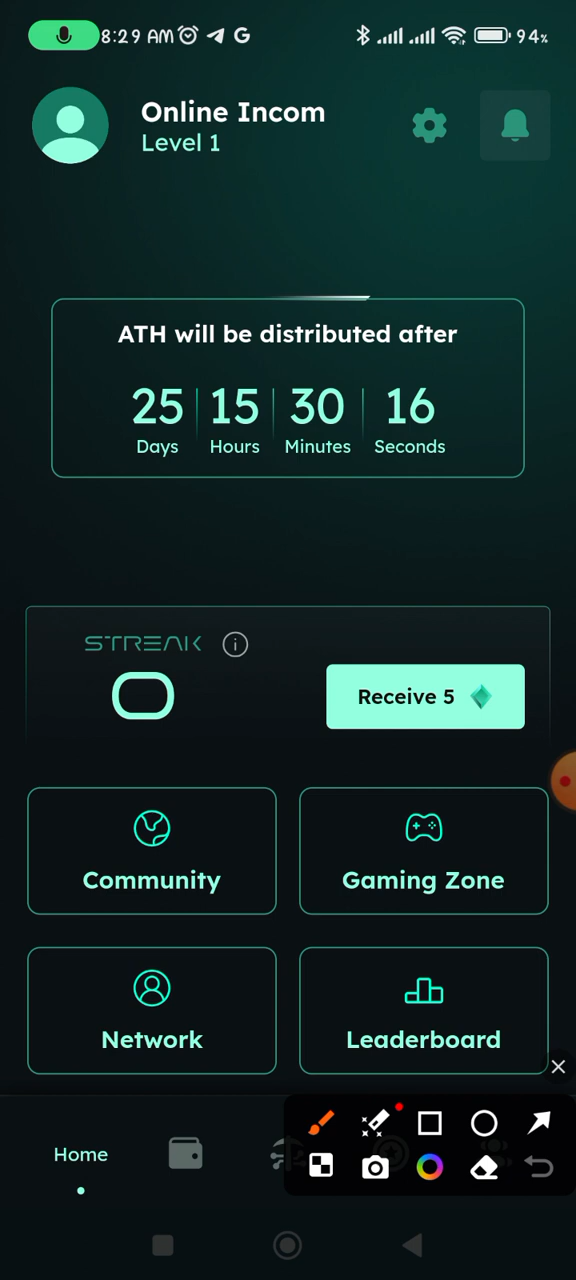 8:29 AM
94%
Online Incom
Level 1
ATH will be distributed after
25 15 30 16
Days Hours Minutes Seconds
STREAK
0
Receive 5
Community
Gaming Zone
Network
Leaderboard
Home